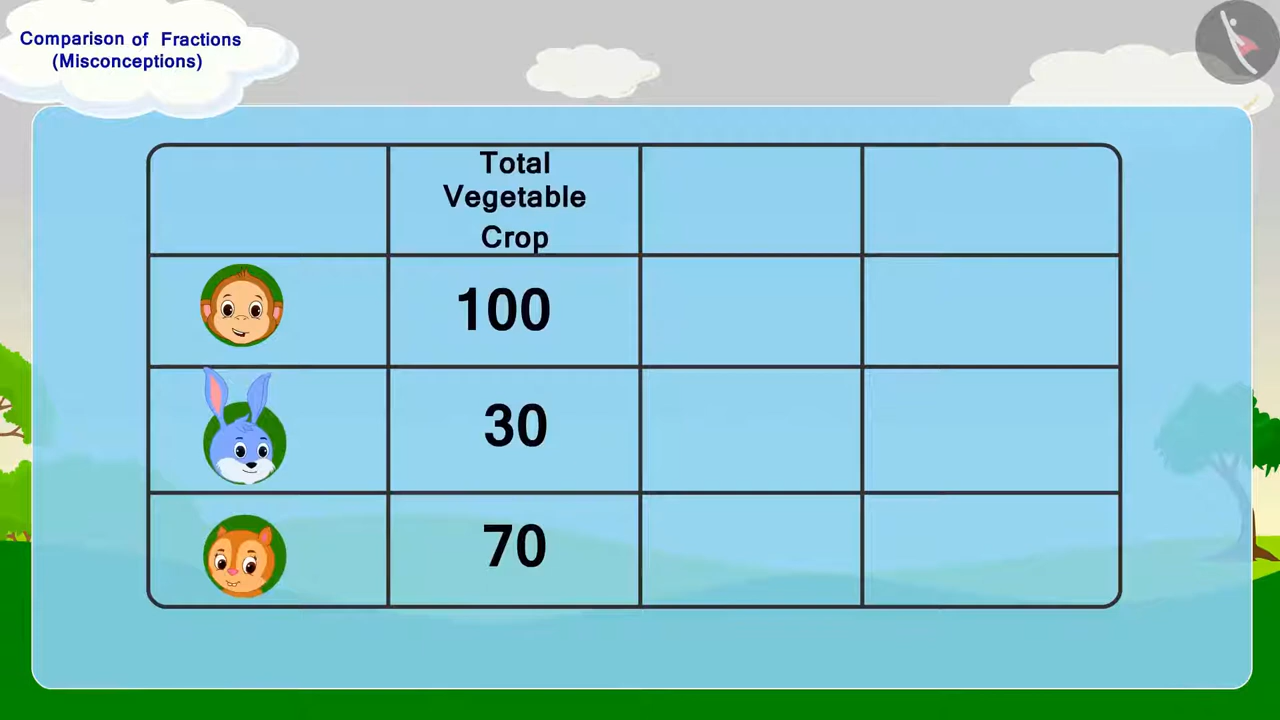 Comparison of Fractions
(Misconceptions)
Total
Vegetable
Crop
100
30
70